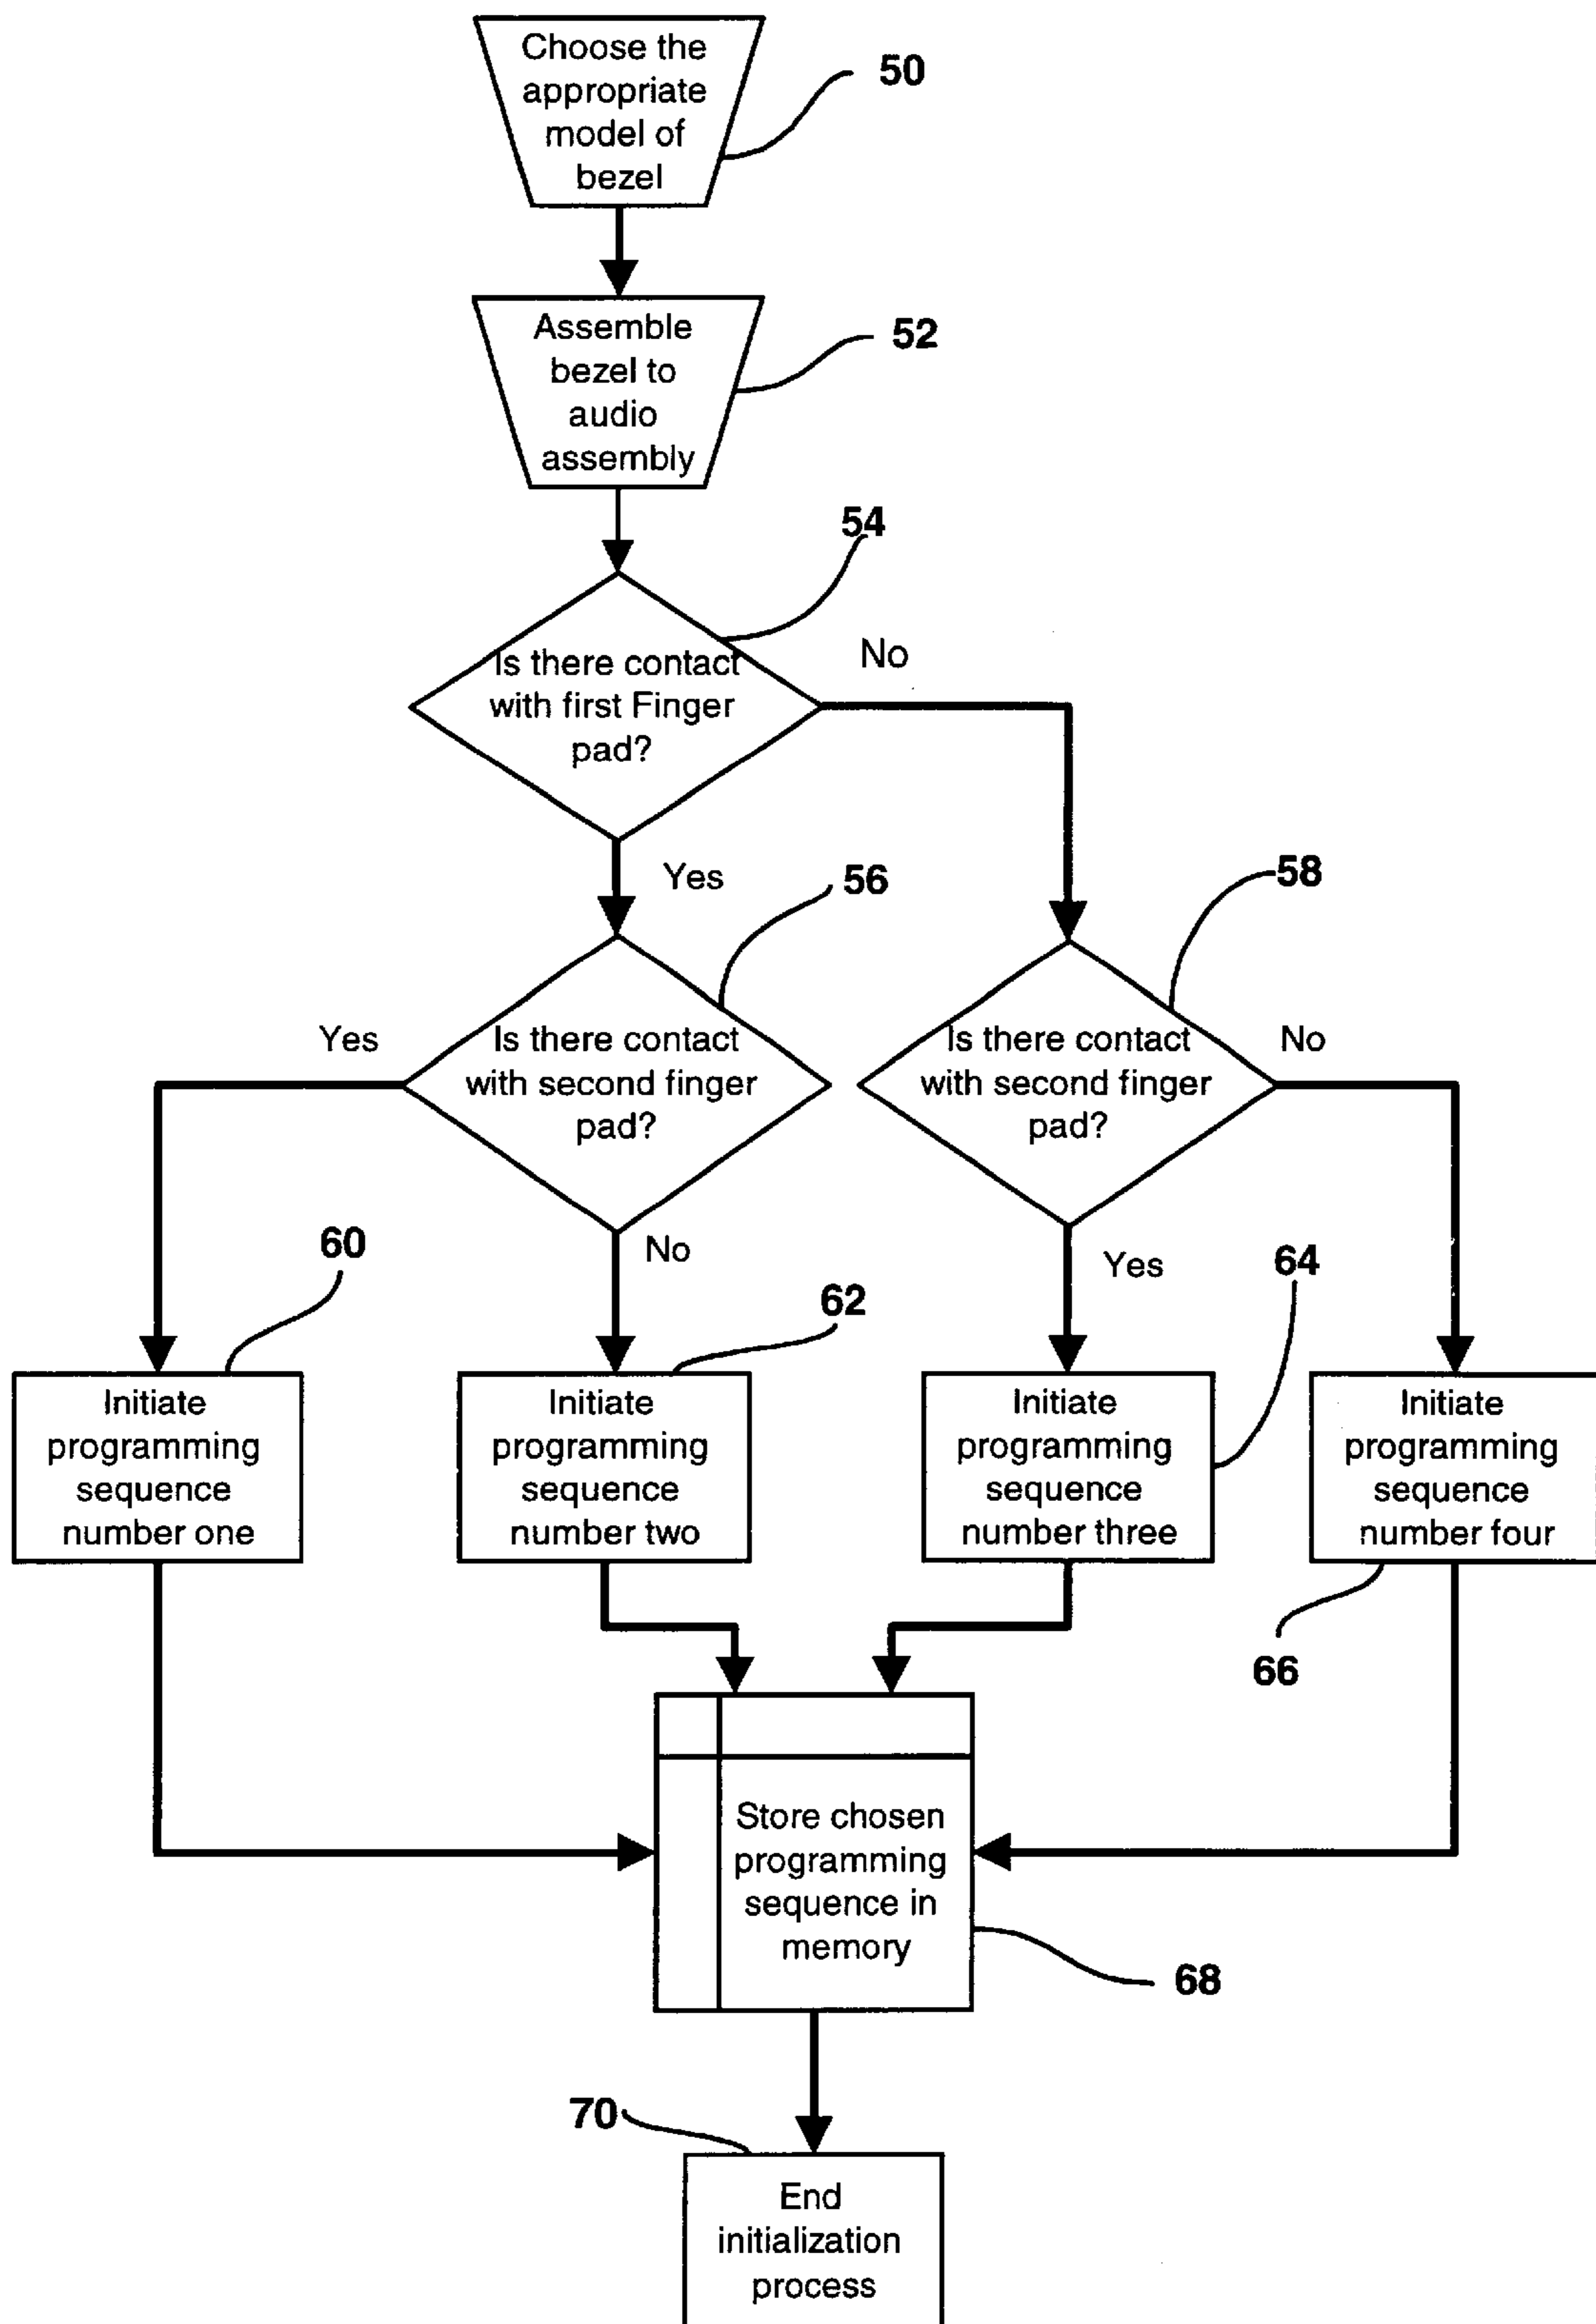 Choose the
appropriate
model of
bezel
50
Assemble
bezel to
audio
assembly
52
54
Is there contact
with first Finger
pad?
No
Yes
56
58
Yes
Is there contact
with second finger
pad?
Is there contact
with second finger
pad?
No
60
No
62
Yes
64
Initiate
programming
sequence
number one
Initiate
programming
sequence
number two
Initiate
programming
sequence
number three
Initiate
programming
sequence
number four
66
Store chosen
programming
sequence in
memory
68
70
End
initialization
process